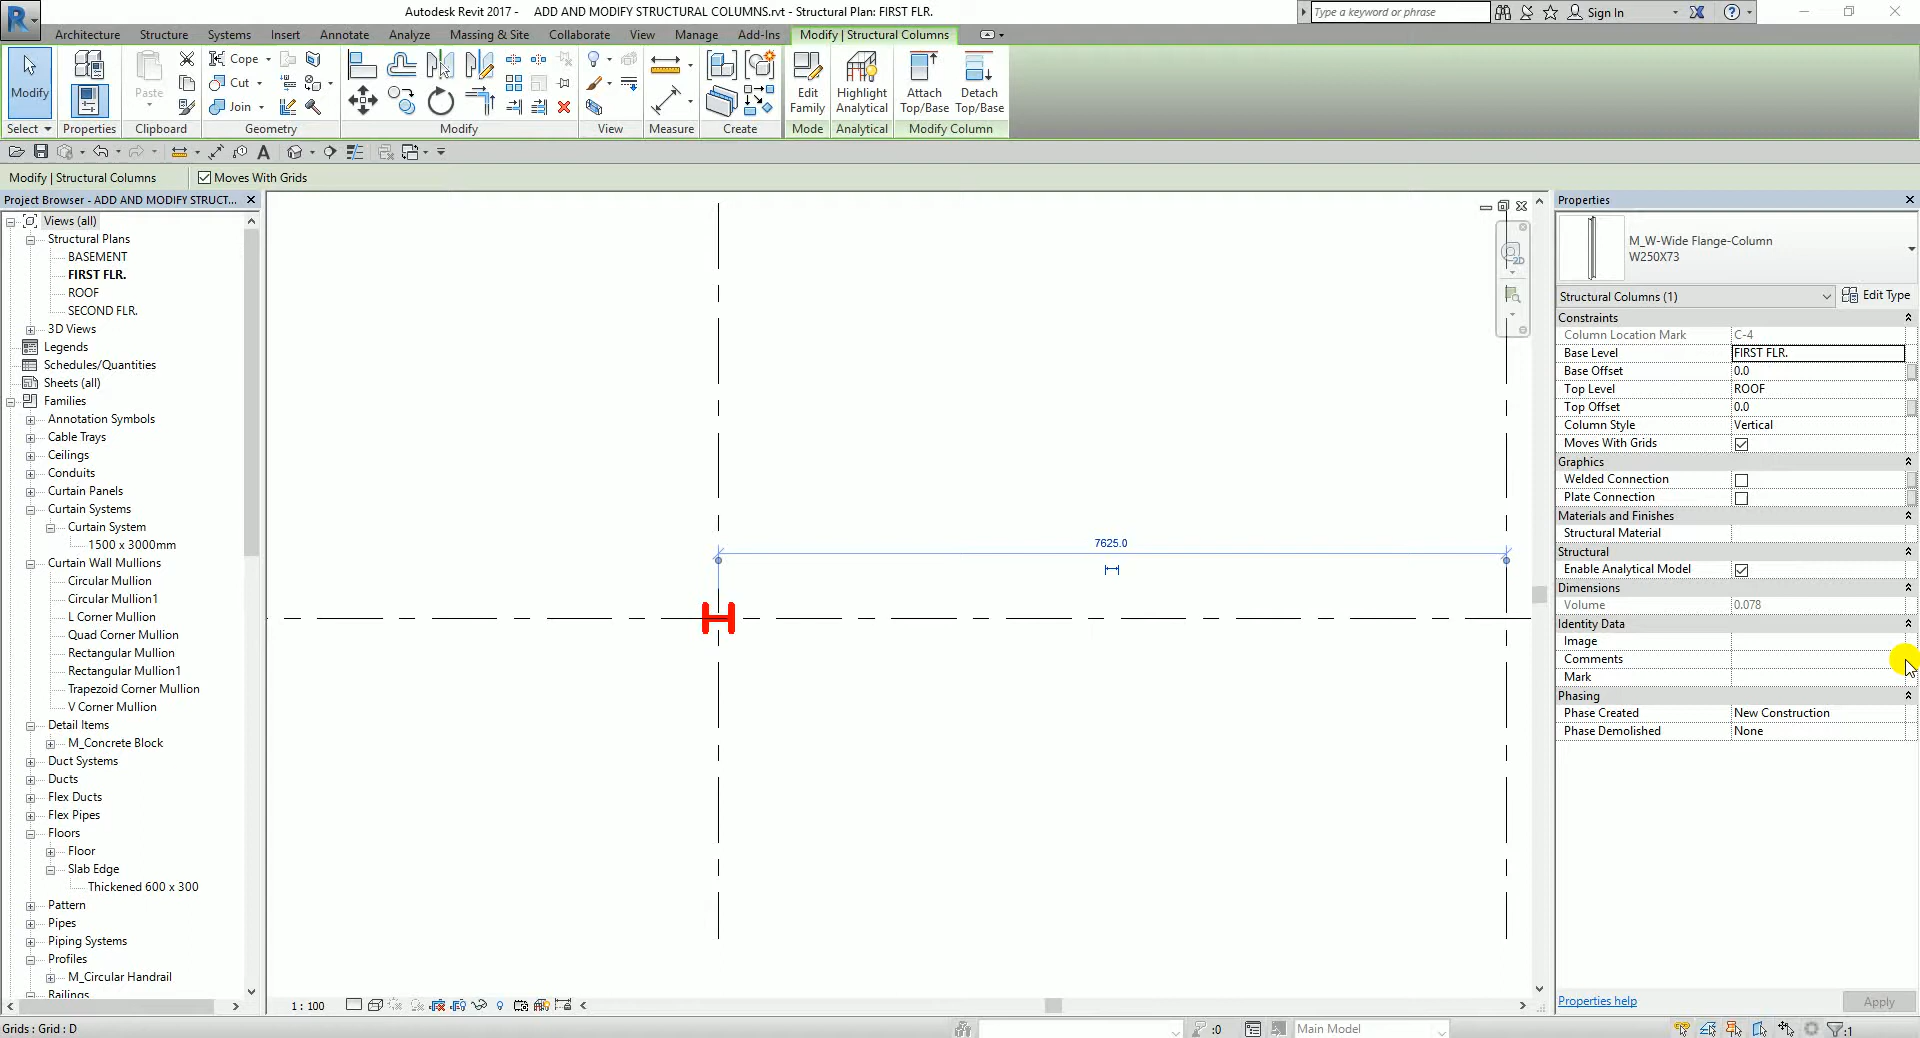 Autodesk Revit 2017 - ADD AND MODIFY STRUCTURAL COLUMNS.rvt - Structural Plan: FIRST FLR.
Type a keyword or phrase
Sign In
Architecture Structure Systems Insert Annotate Analyze Massing & Site Collaborate View Manage Add-Ins Modify | Structural Columns
Modify
Paste
Cope
Cut
Join
Edit Family
Highlight Analytical
Attach Top/Base
Detach Top/Base
Select Properties Clipboard Geometry Modify View Measure Create Mode Analytical Modify Column
Modify | Structural Columns
Moves With Grids
Project Browser - ADD AND MODIFY STRUCT...
Views (all)
Structural Plans
BASEMENT
FIRST FLR.
ROOF
SECOND FLR.
3D Views
Legends
Schedules/Quantities
Sheets (all)
Families
Annotation Symbols
Cable Trays
Ceilings
Conduits
Curtain Panels
Curtain Systems
Curtain System
1500 x 3000mm
Curtain Wall Mullions
Circular Mullion
Circular Mullion1
L Corner Mullion
Quad Corner Mullion
Rectangular Mullion
Rectangular Mullion1
Trapezoid Corner Mullion
V Corner Mullion
Detail Items
M_Concrete Block
Duct Systems
Ducts
Flex Ducts
Flex Pipes
Floors
Floor
Slab Edge
Thickened 600 x 300
Pattern
Pipes
Piping Systems
Profiles
M_Circular Handrail
Railings
7625.0
2D
1 : 100
Properties
M_W-Wide Flange-Column
W250X73
Structural Columns (1)
Edit Type
Constraints
Column Location Mark C-4
Base Level FIRST FLR.
Base Offset 0.0
Top Level ROOF
Top Offset 0.0
Column Style Vertical
Moves With Grids
Graphics
Welded Connection
Plate Connection
Materials and Finishes
Structural Material
Structural
Enable Analytical Model
Dimensions
Volume 0.078
Identity Data
Image
Comments
Mark
Phasing
Phase Created New Construction
Phase Demolished None
Properties help
Apply
Grids : Grid : D
:0
Main Model
:1